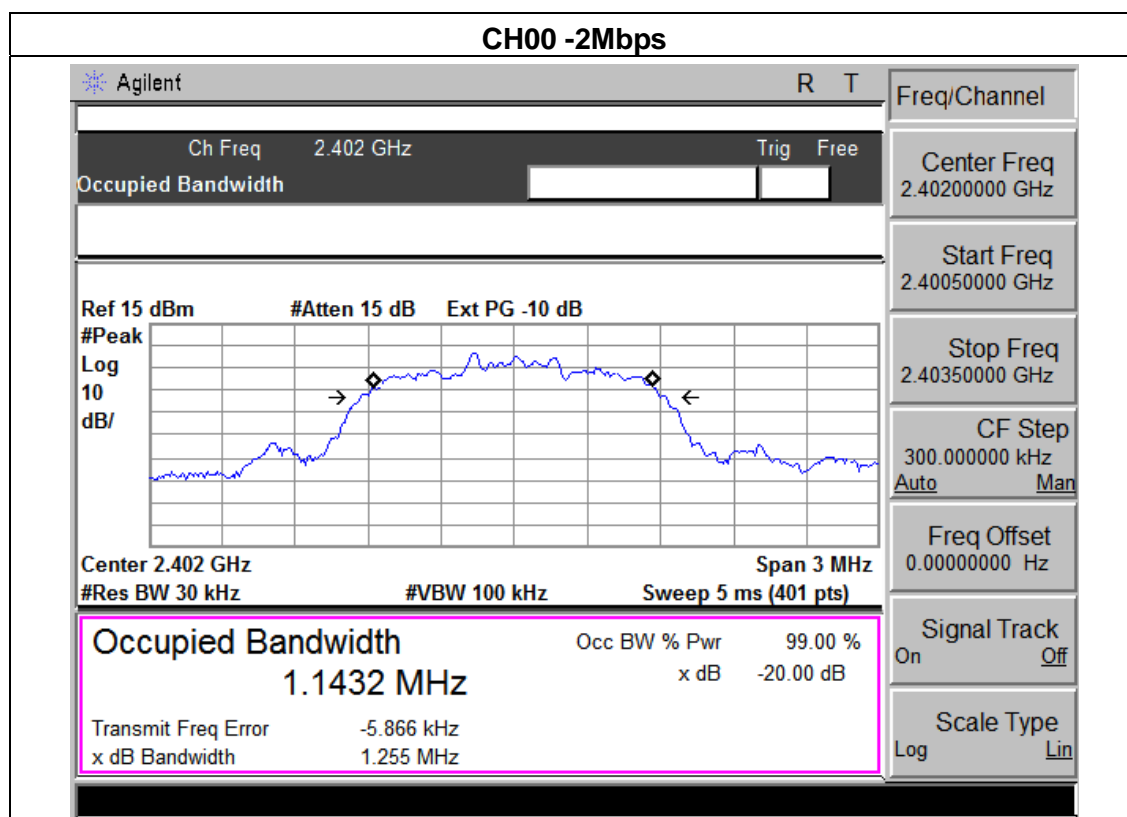 CH00 -2Mbps
Agilent R T
Ch Freq 2.402 GHz Trig Free
Occupied Bandwidth
Ref 15 dBm #Atten 15 dB Ext PG -10 dB
#Peak
Log
10
dB/
Center 2.402 GHz Span 3 MHz
#Res BW 30 kHz #VBW 100 kHz Sweep 5 ms (401 pts)
Occupied Bandwidth
1.1432 MHz
Occ BW % Pwr 99.00 %
x dB -20.00 dB
Transmit Freq Error -5.866 kHz
x dB Bandwidth 1.255 MHz
Freq/Channel
Center Freq
2.40200000 GHz
Start Freq
2.40050000 GHz
Stop Freq
2.40350000 GHz
CF Step
300.000000 kHz
Auto Man
Freq Offset
0.00000000 Hz
Signal Track
On Off
Scale Type
Log Lin